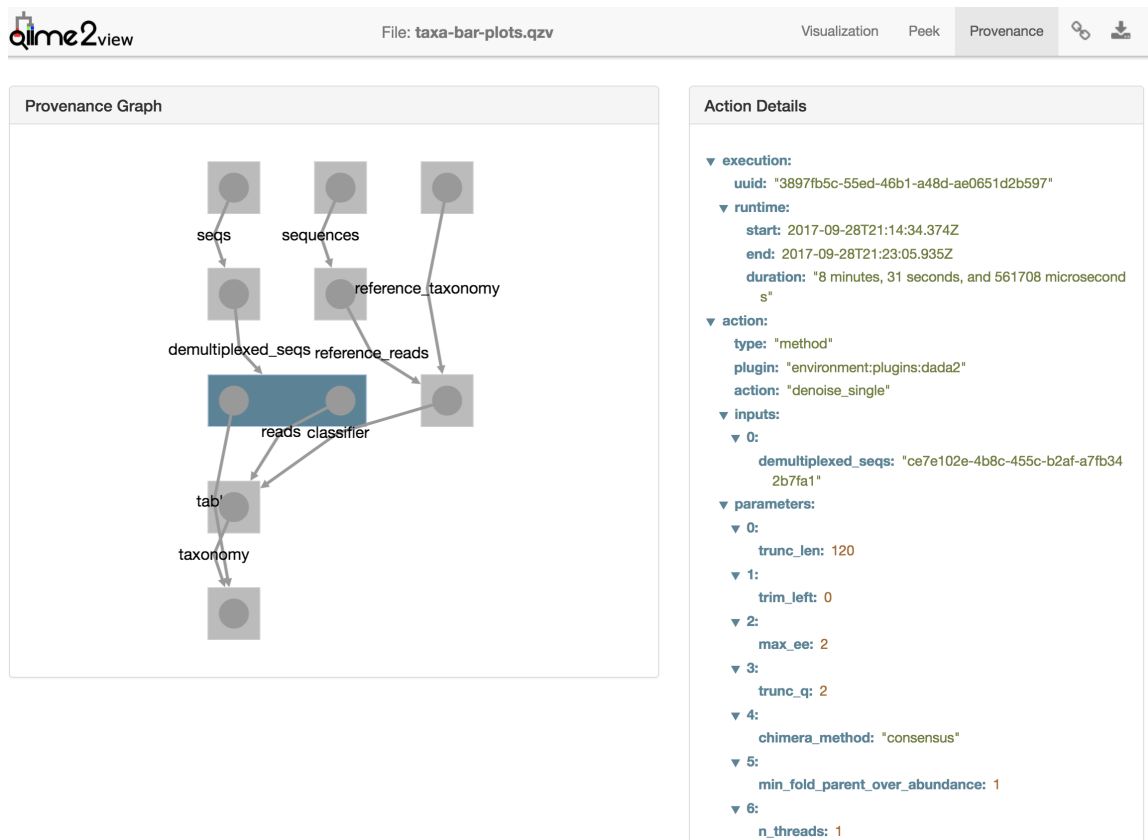 qiime2view
File: taxa-bar-plots.qzv
Visualization
Peek
Provenance
Provenance Graph
seqs
sequences
reference_taxonomy
demultiplexed_seqs
reference_reads
reads
classifier
tab
taxonomy
Action Details
execution:
uuid: "3897fb5c-55ed-46b1-a48d-ae0651d2b597"
runtime:
start: 2017-09-28T21:14:34.374Z
end: 2017-09-28T21:23:05.935Z
duration: "8 minutes, 31 seconds, and 561708 microsecond
s"
action:
type: "method"
plugin: "environment:plugins:dada2"
action: "denoise_single"
inputs:
0:
demultiplexed_seqs: "ce7e102e-4b8c-455c-b2af-a7fb34
2b7fa1"
parameters:
0:
trunc_len: 120
1:
trim_left: 0
2:
max_ee: 2
3:
trunc_q: 2
4:
chimera_method: "consensus"
5:
min_fold_parent_over_abundance: 1
6:
n_threads: 1